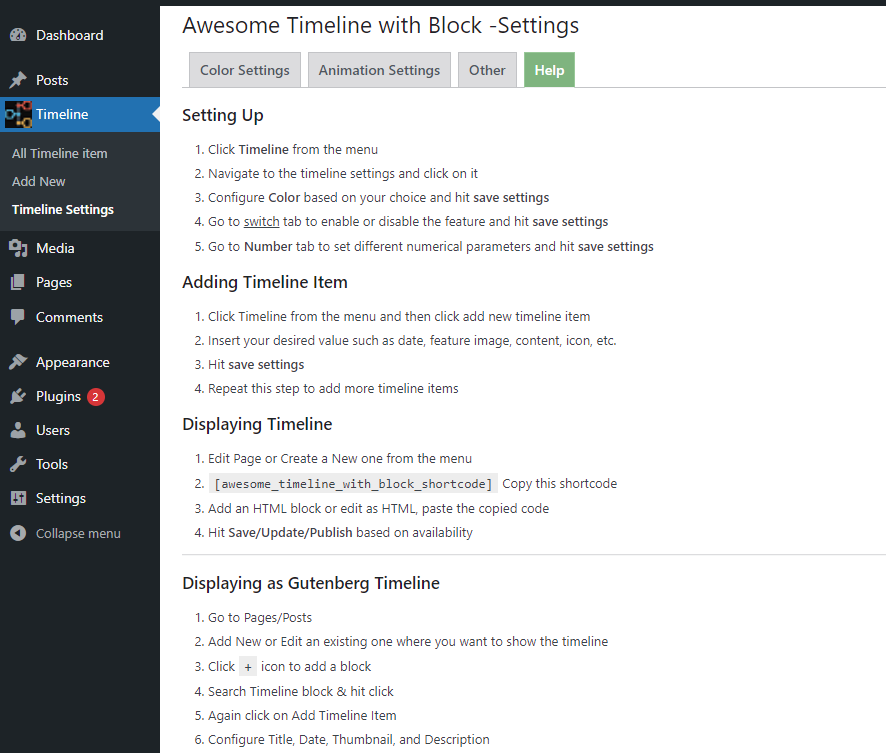 Dashboard
Posts
Timeline
All Timeline item
Add New
Timeline Settings
Media
Pages
Comments
Appearance
Plugins 2
Users
Tools
Settings
Collapse menu
Awesome Timeline with Block -Settings
Color Settings Animation Settings Other Help
Setting Up
1. Click Timeline from the menu
2. Navigate to the timeline settings and click on it
3. Configure Color based on your choice and hit save settings
4. Go to switch tab to enable or disable the feature and hit save settings
5. Go to Number tab to set different numerical parameters and hit save settings
Adding Timeline Item
1. Click Timeline from the menu and then click add new timeline item
2. Insert your desired value such as date, feature image, content, icon, etc.
3. Hit save settings
4. Repeat this step to add more timeline items
Displaying Timeline
1. Edit Page or Create a New one from the menu
2. [awesome_timeline_with_block_shortcode] Copy this shortcode
3. Add an HTML block or edit as HTML, paste the copied code
4. Hit Save/Update/Publish based on availability
Displaying as Gutenberg Timeline
1. Go to Pages/Posts
2. Add New or Edit an existing one where you want to show the timeline
3. Click + icon to add a block
4. Search Timeline block & hit click
5. Again click on Add Timeline Item
6. Configure Title, Date, Thumbnail, and Description